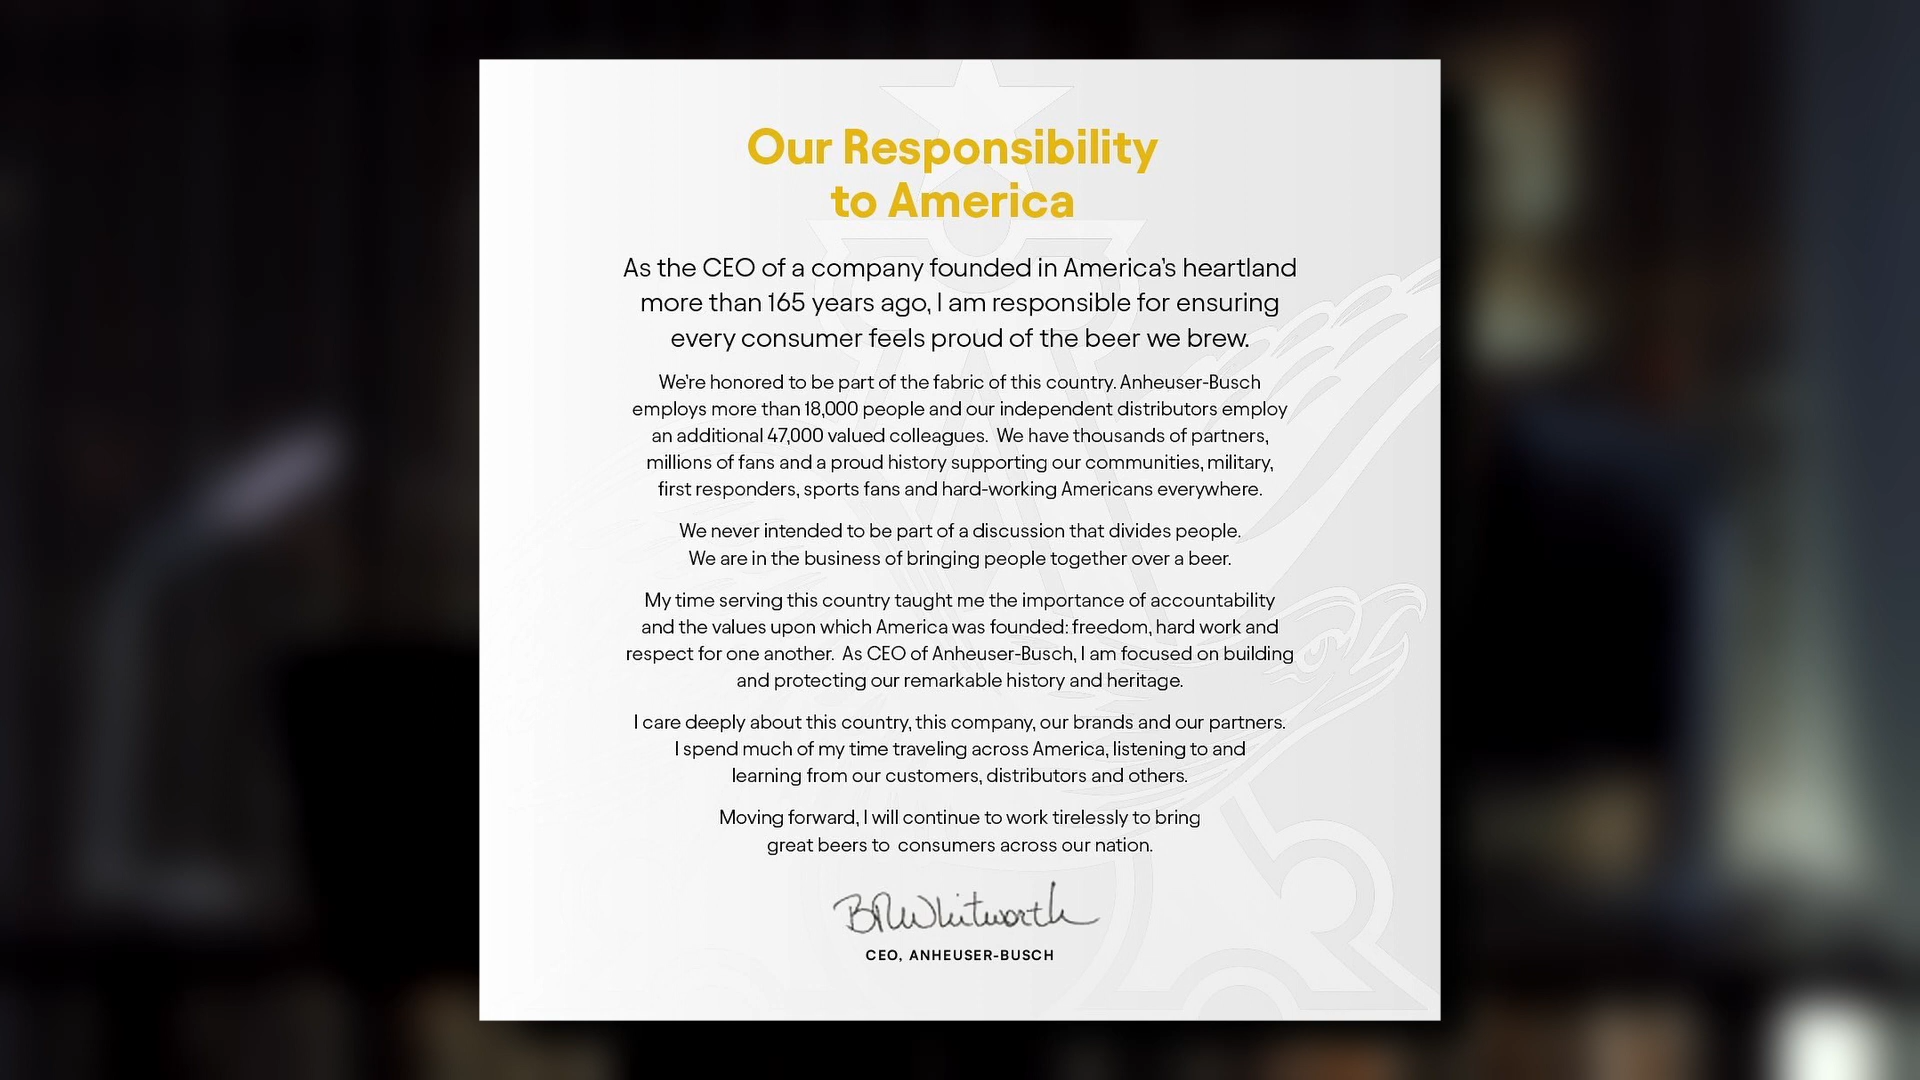 Our Responsibility
to America
As the CEO of a company founded in America's heartland
more than 165 years ago, I am responsible for ensuring
every consumer feels proud of the beer we brew.
We're honored to be part of the fabric of this country. Anheuser-Busch
employs more than 18,000 people and our independent distributors employ
an additional 47,000 valued colleagues. We have thousands of partners,
millions of fans and a proud history supporting our communities, military,
first responders, sports fans and hard-working Americans everywhere.
We never intended to be part of a discussion that divides people.
We are in the business of bringing people together over a beer.
My time serving this country taught me the importance of accountability
and the values upon which America was founded: freedom, hard work and
respect for one another. As CEO of Anheuser-Busch, I am focused on building
and protecting our remarkable history and heritage.
I care deeply about this country, this company, our brands and our partners.
I spend much of my time traveling across America, listening to and
learning from our customers, distributors and others.
Moving forward, I will continue to work tirelessly to bring
great beers to consumers across our nation.
BRWhitworth
CEO, ANHEUSER-BUSCH